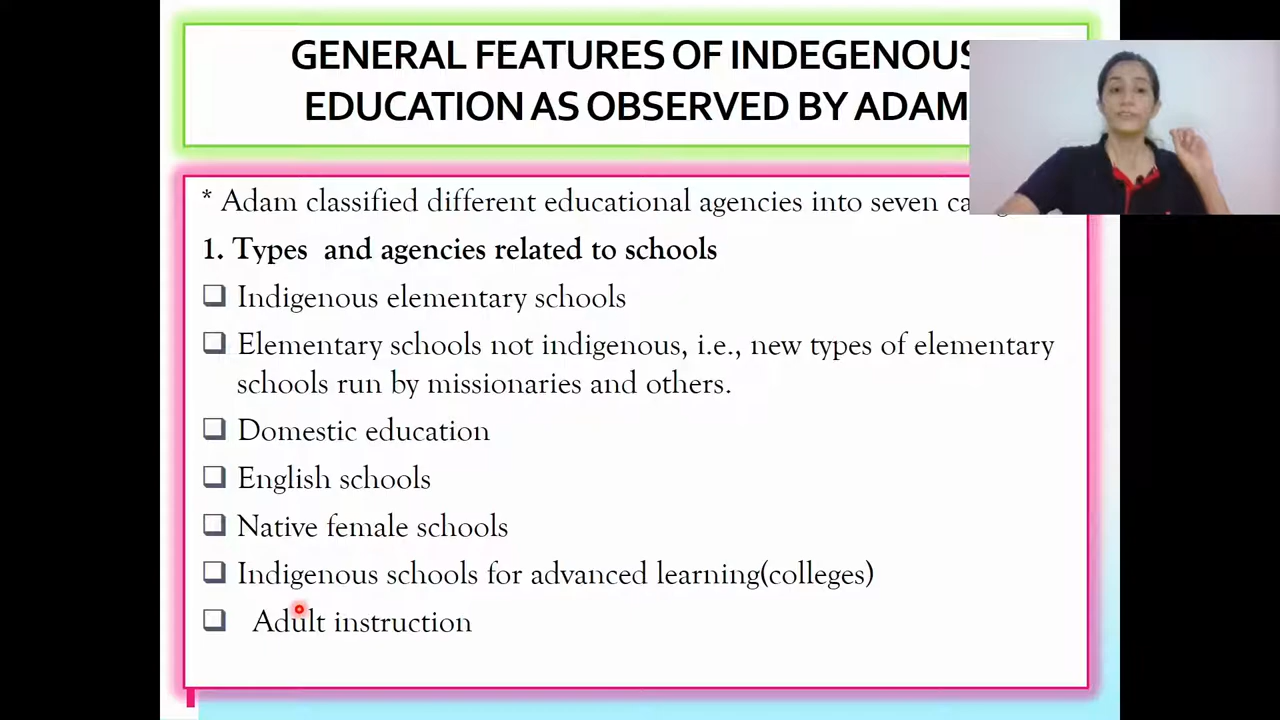 GENERAL FEATURES OF INDEGENOUS
EDUCATION AS OBSERVED BY ADAM
* Adam classified different educational agencies into seven
1. Types and agencies related to schools
❑ Indigenous elementary schools
❑ Elementary schools not indigenous, i.e., new types of elementary
schools run by missionaries and others.
❑ Domestic education
❑ English schools
❑ Native female schools
❑ Indigenous schools for advanced learning(colleges)
❑ Adult instruction